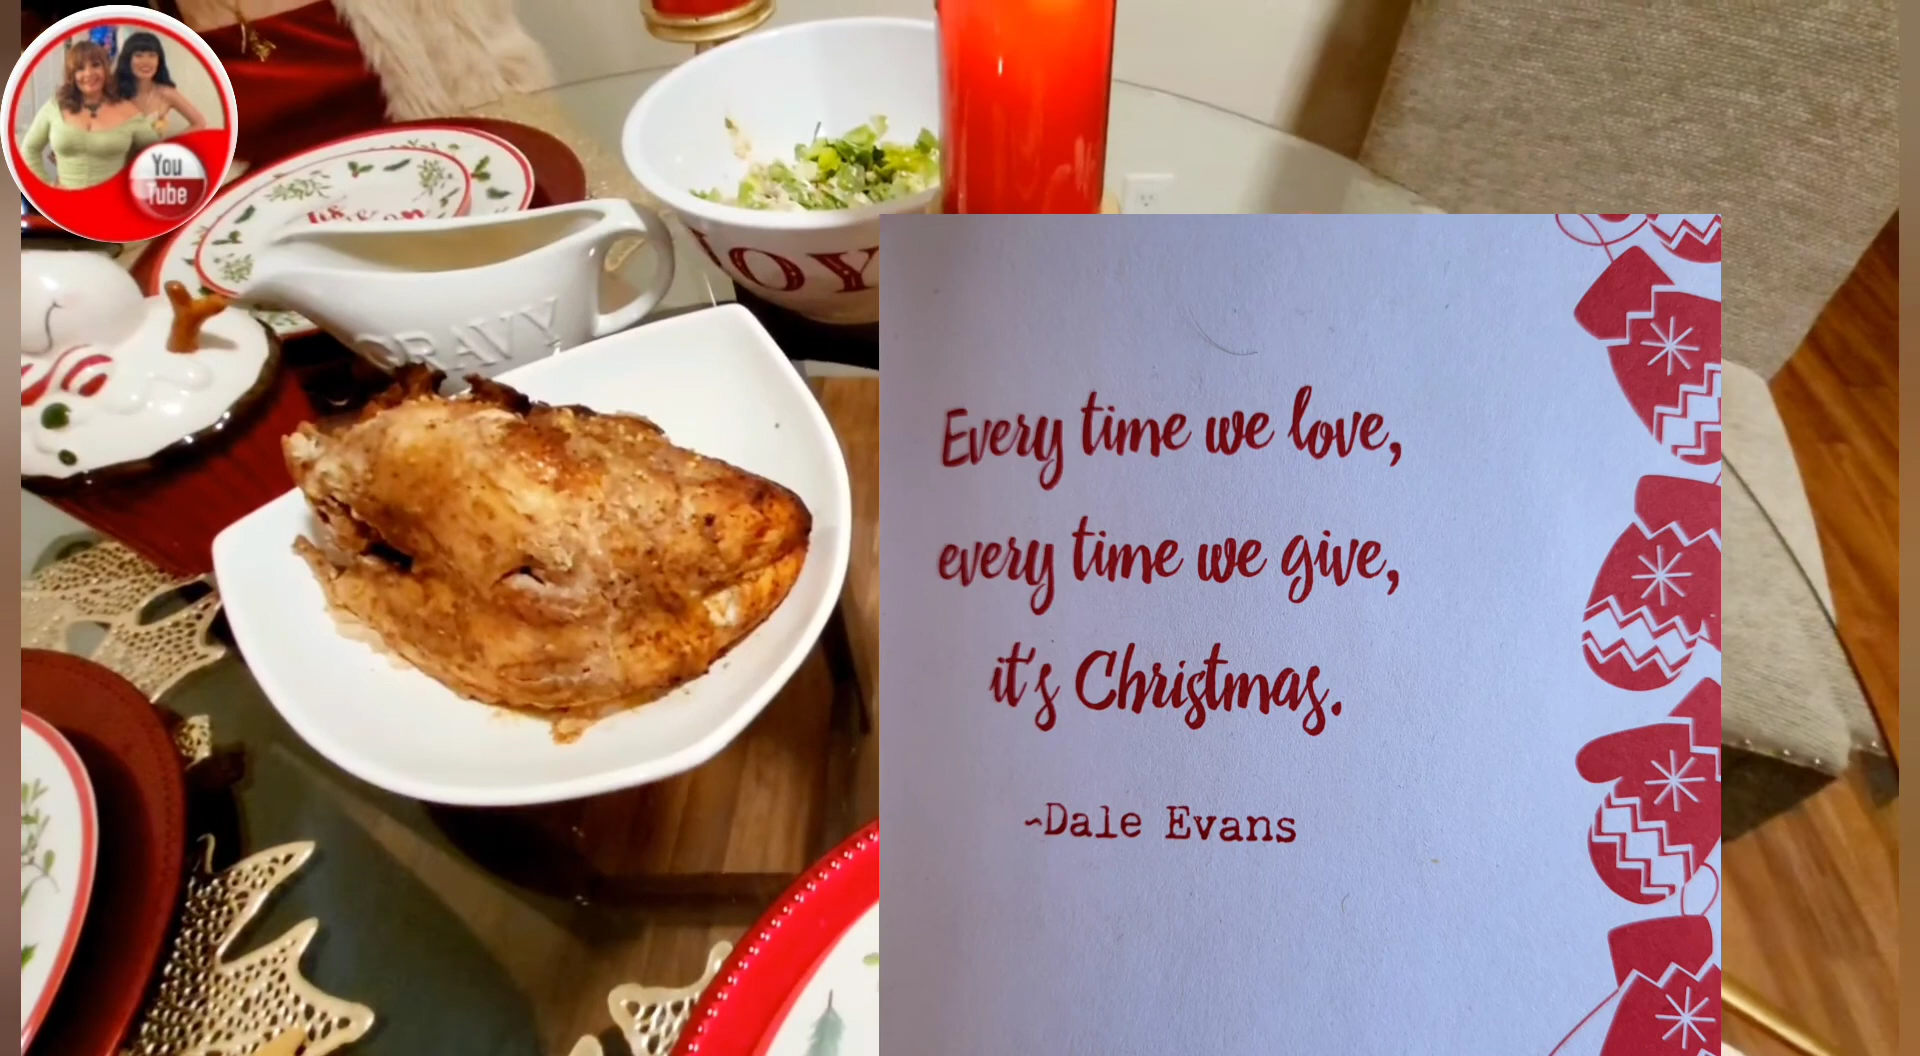 You
Tube
GRAVY
JOY
Every time we love,
every time we give,
it's Christmas.
~Dale Evans